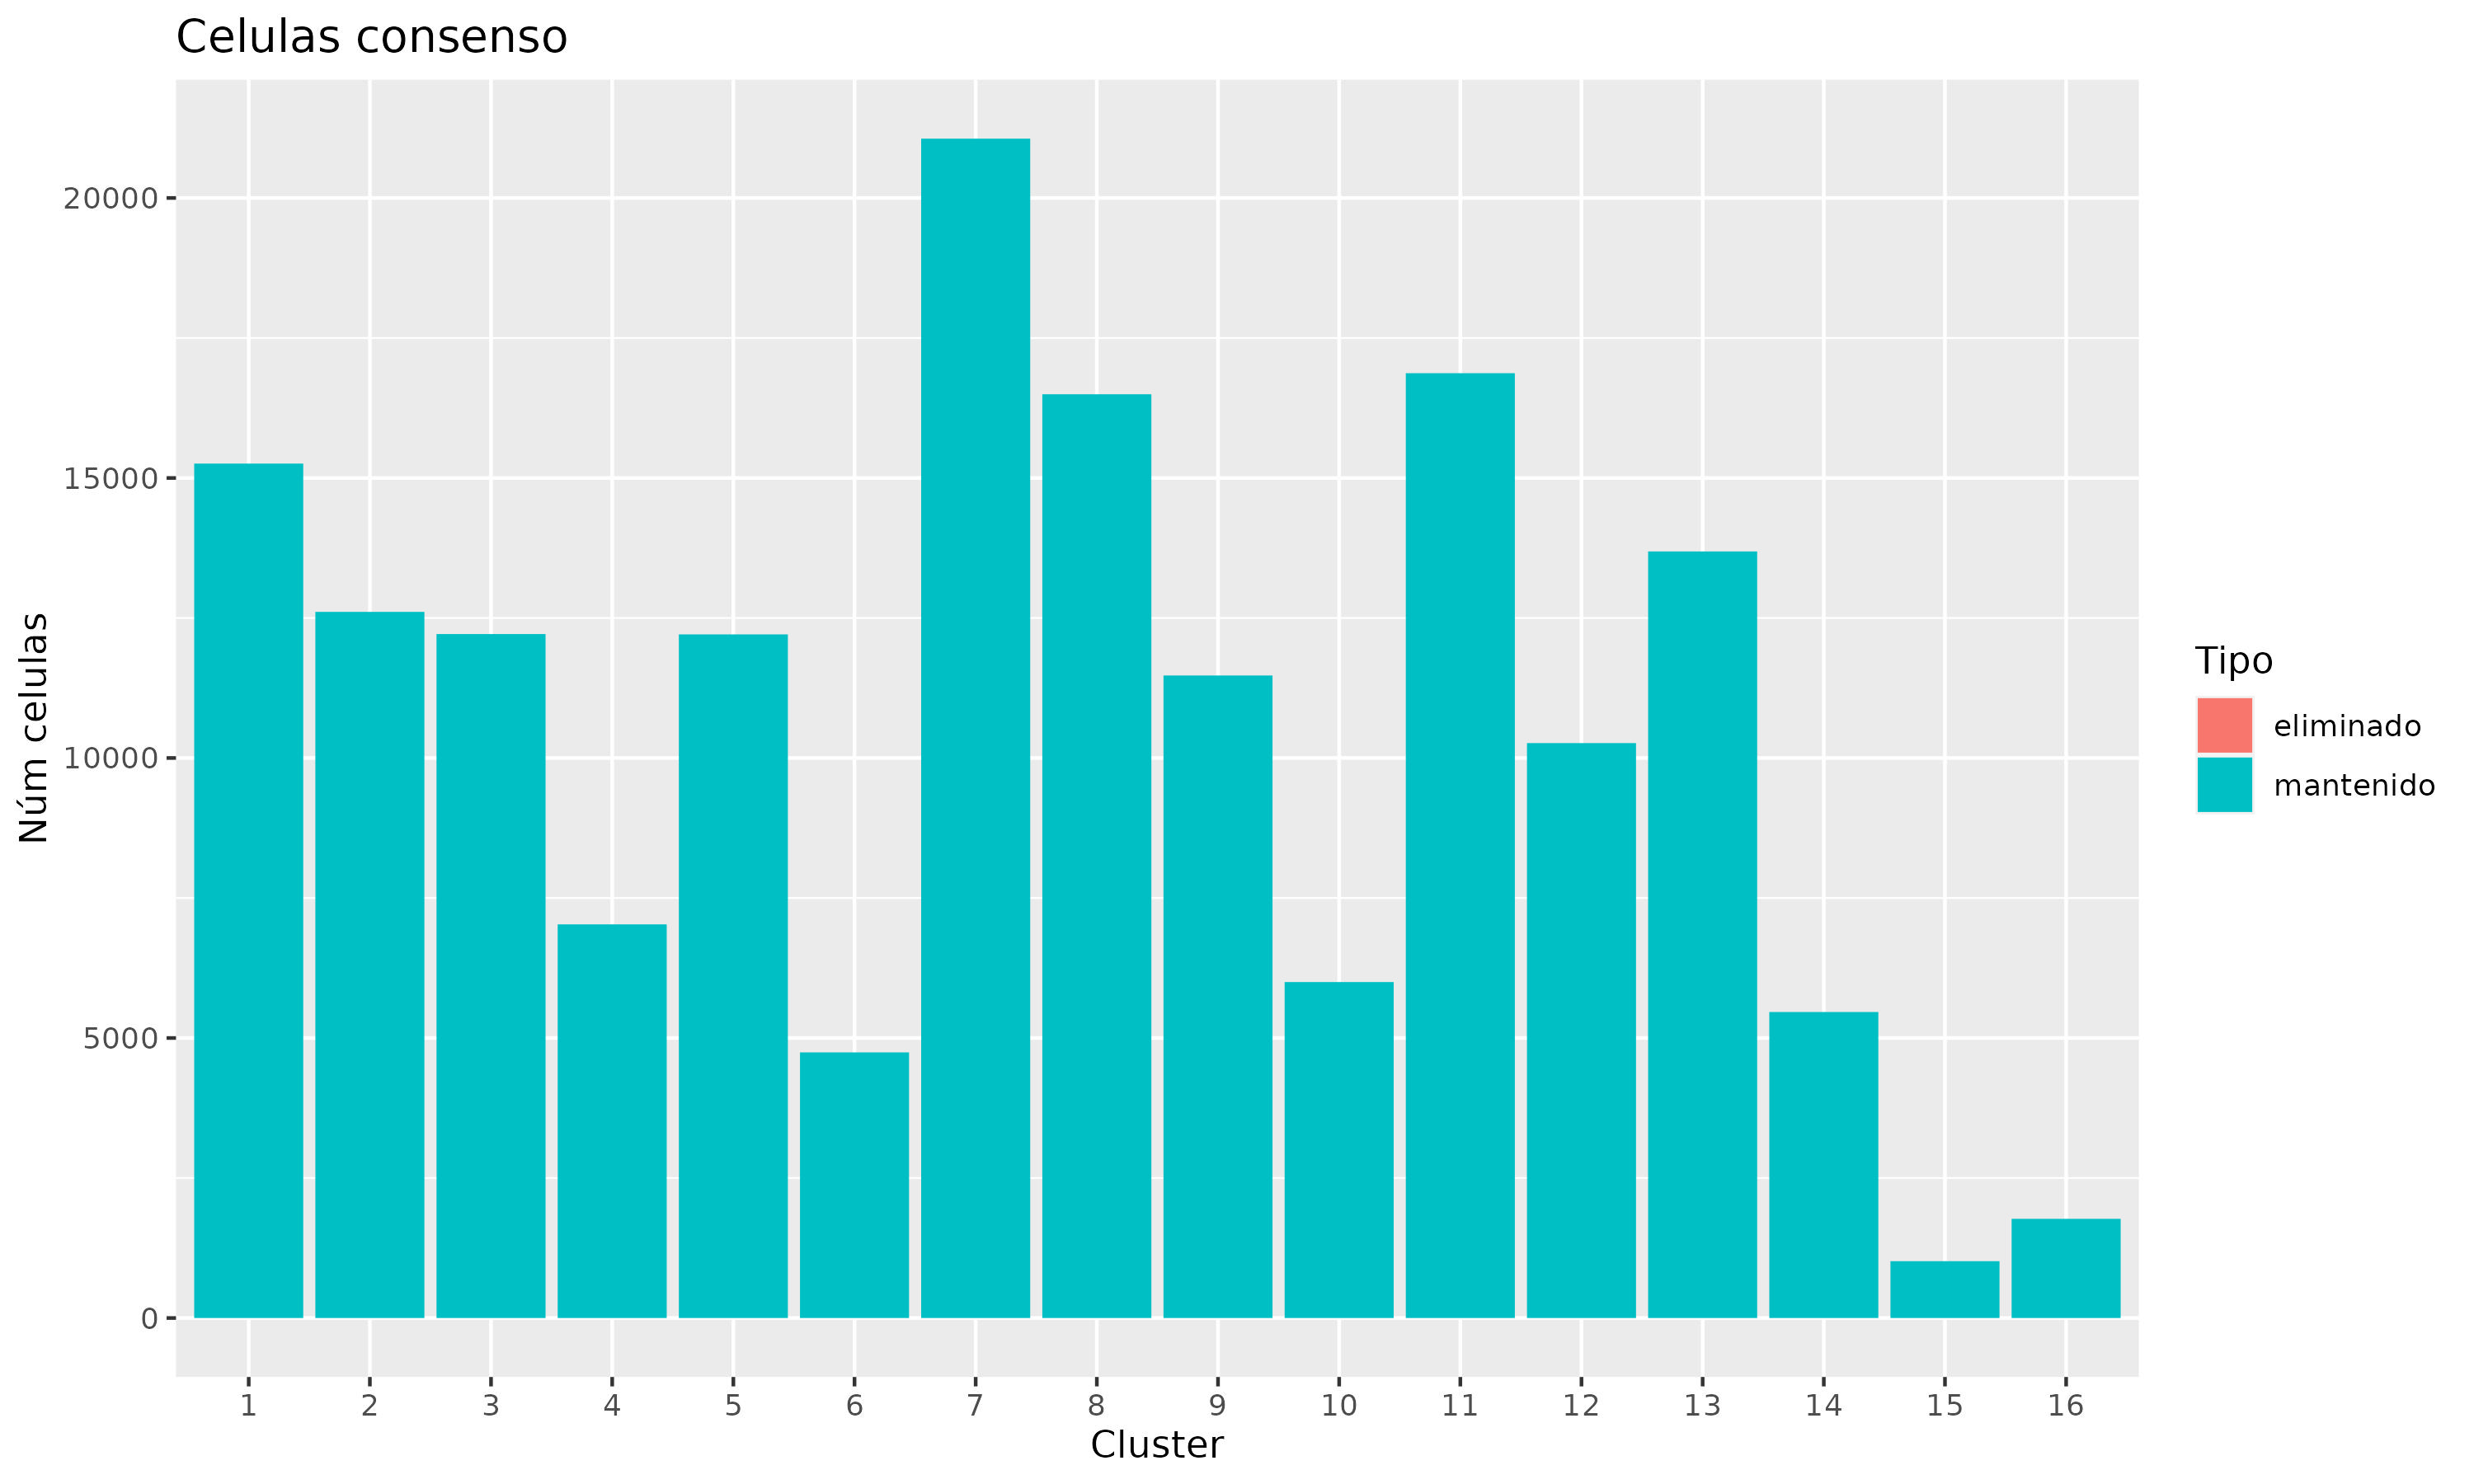 Celulas consenso
Núm celulas
20000
15000
10000
5000
0
1 2 3 4 5 6 7 8 9 10 11 12 13 14 15 16
Cluster
Tipo
eliminado
mantenido